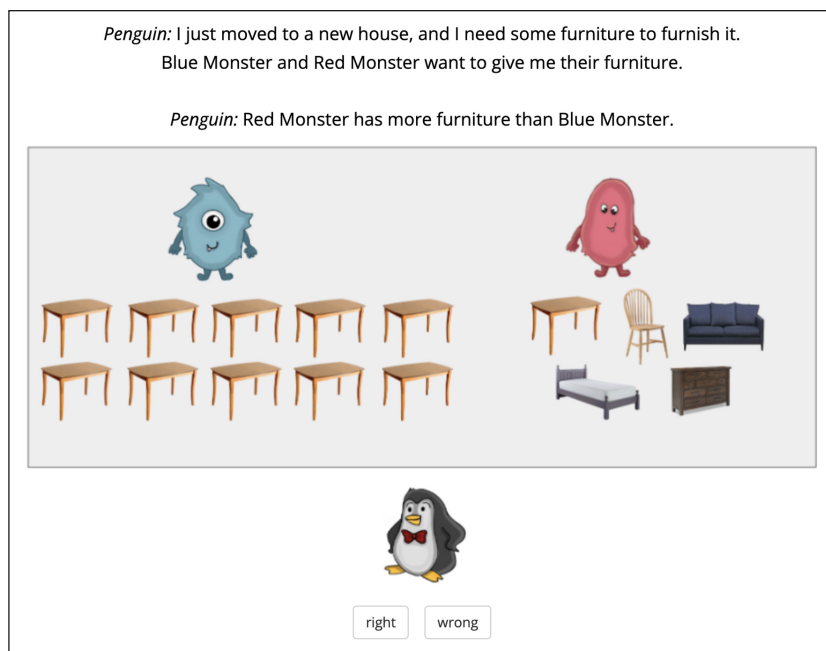 Penguin: I just moved to a new house, and I need some furniture to furnish it.
Blue Monster and Red Monster want to give me their furniture.
Penguin: Red Monster has more furniture than Blue Monster.
right wrong